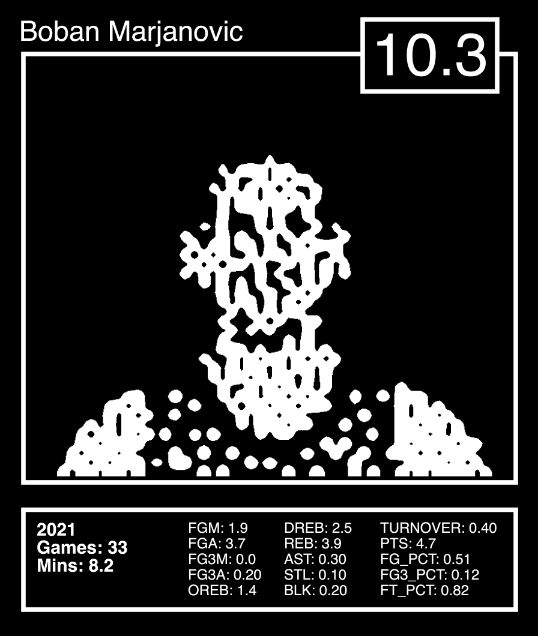 Boban Marjanovic
10.3
2021
Games: 33
Mins: 8.2
FGM: 1.9
FGA: 3.7
FG3M: 0.0
FG3A: 0.20
OREB: 1.4
DREB: 2.5
REB: 3.9
AST: 0.30
STL: 0.10
BLK: 0.20
TURNOVER: 0.40
PTS: 4.7
FG_PCT: 0.51
FG3_PCT: 0.12
FT_PCT: 0.82